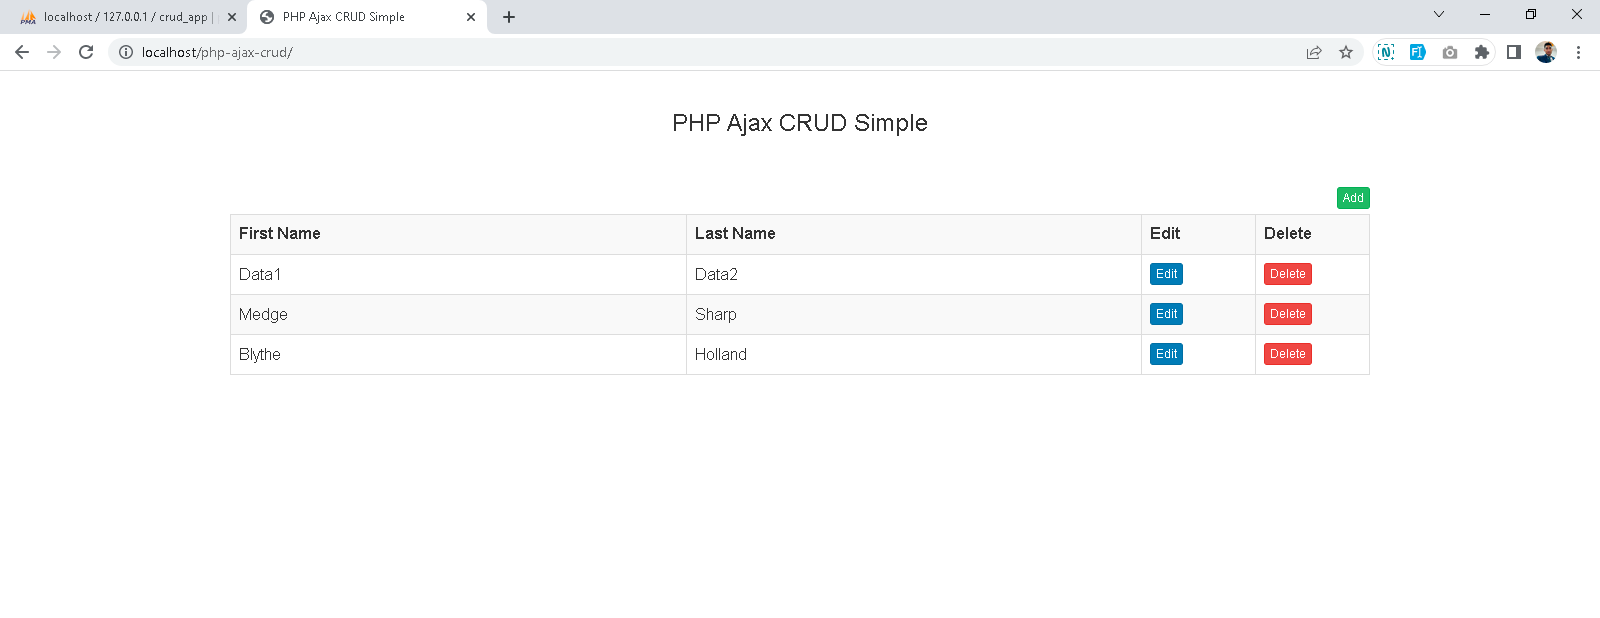 localhost / 127.0.0.1 / crud_app |
PHP Ajax CRUD Simple
localhost/php-ajax-crud/
PHP Ajax CRUD Simple
Add
First Name Last Name Edit Delete
Data1 Data2 Edit Delete
Medge Sharp Edit Delete
Blythe Holland Edit Delete